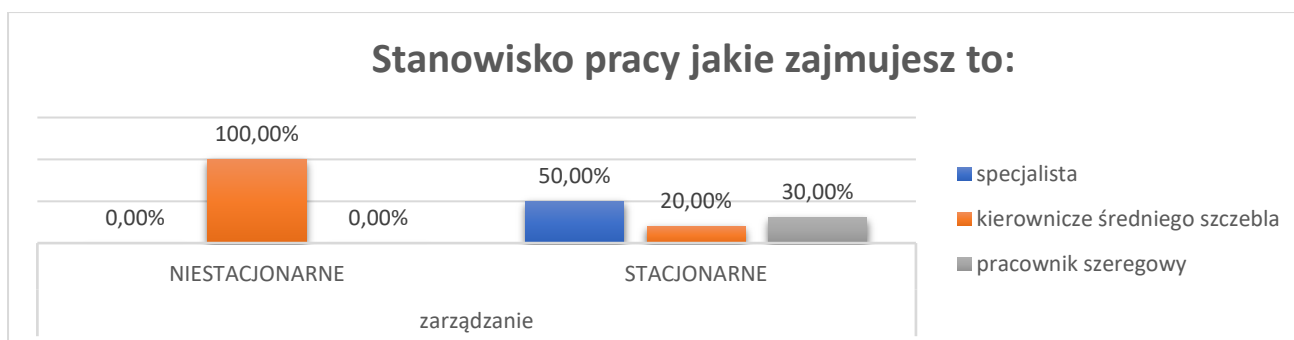 Stanowisko pracy jakie zajmujesz to:
100,00%
0,00%
0,00%
50,00%
20,00%
30,00%
NIESTACJONARNE
STACJONARNE
zarządzanie
specjalista
kierownicze średniego szczebla
pracownik szeregowy